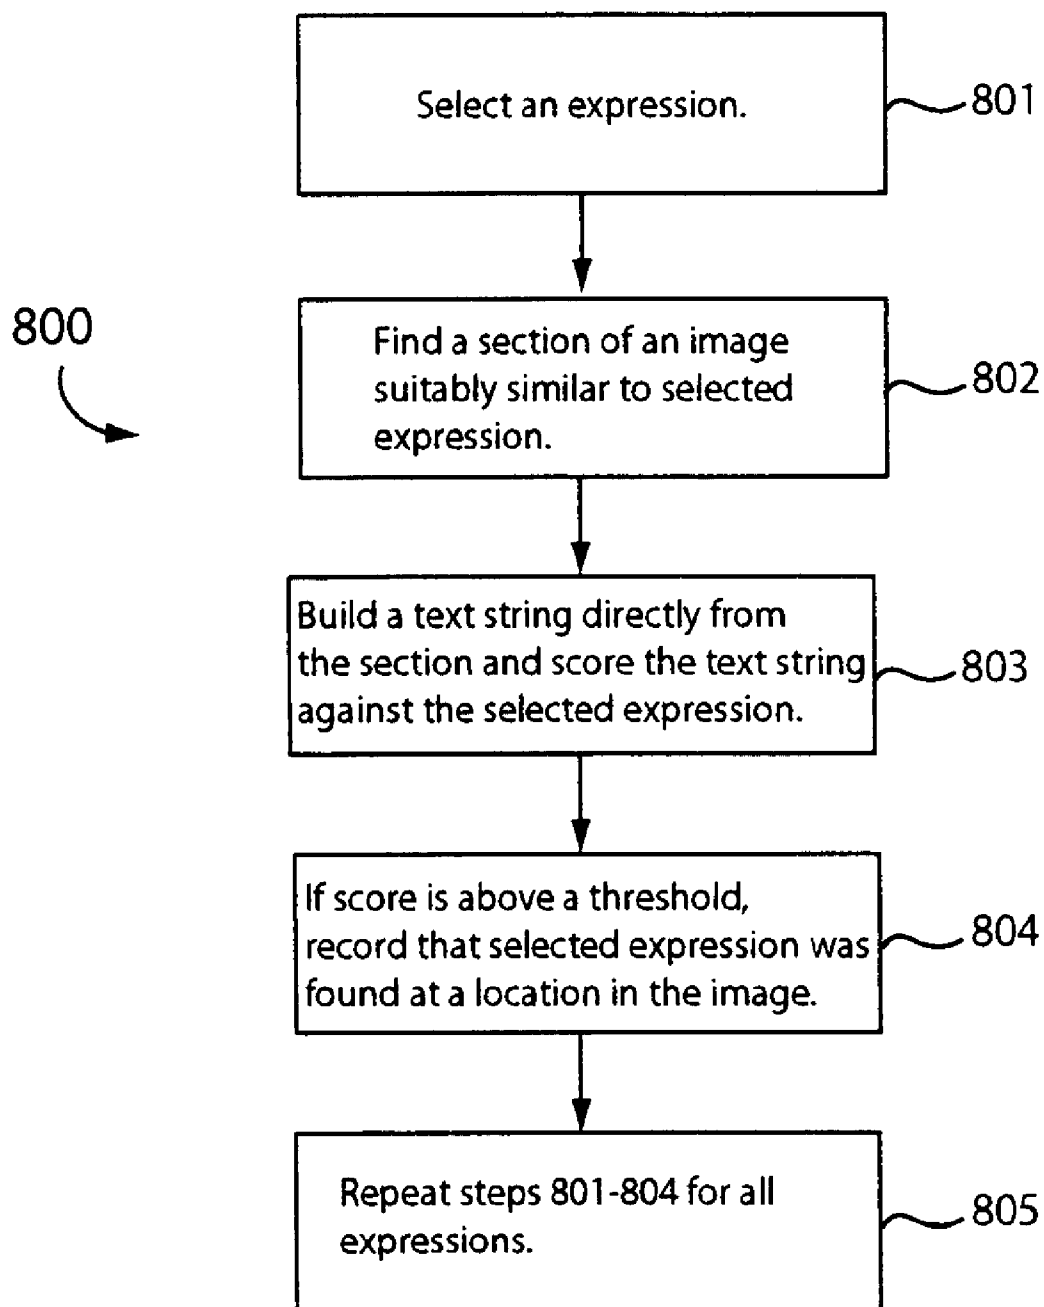 Select an expression.
801
800
Find a section of an image
suitably similar to selected
expression.
802
Build a text string directly from
the section and score the text string
against the selected expression.
803
If score is above a threshold,
record that selected expression was
found at a location in the image.
804
Repeat steps 801-804 for all
expressions.
805